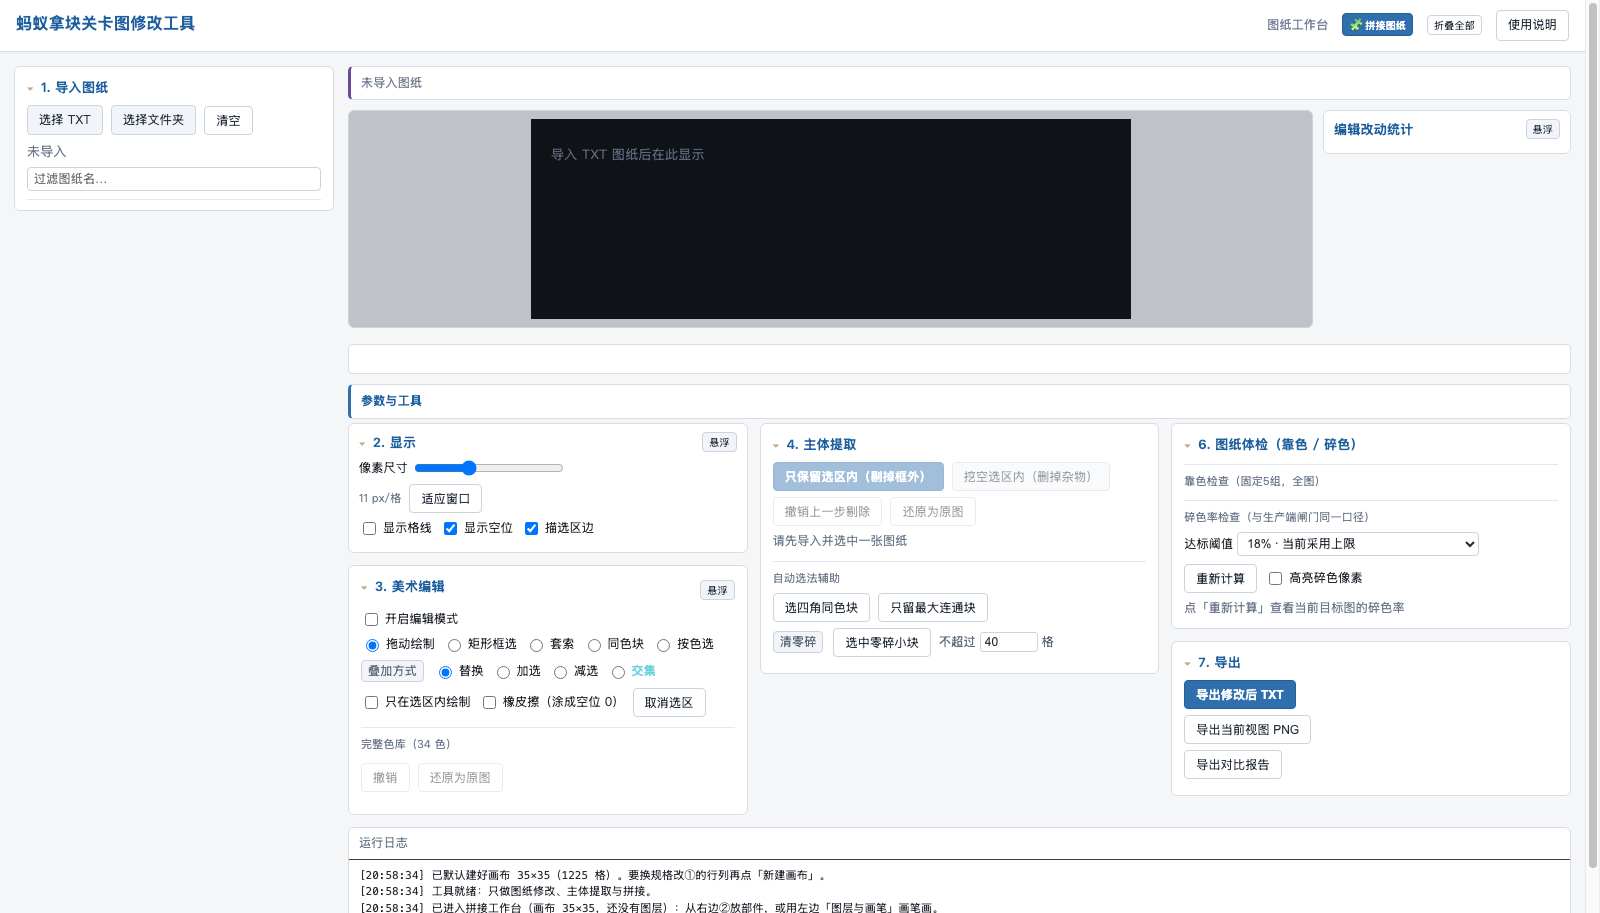 蚂蚁拿块关卡图修改工具
图纸工作台
🧩 拼接图纸
折叠全部
使用说明
1. 导入图纸
选择 TXT
选择文件夹
清空
未导入
过滤图纸名...
未导入图纸
导入 TXT 图纸后在此显示
编辑改动统计
悬浮
参数与工具
2. 显示
悬浮
像素尺寸
11 px/格
适应窗口
显示格线
显示空位
描选区边
3. 美术编辑
悬浮
开启编辑模式
拖动绘制
矩形框选
套索
同色块
按色选
叠加方式
替换
加选
减选
交集
只在选区内绘制
橡皮擦（涂成空位 0）
取消选区
完整色库（34 色）
撤销
还原为原图
4. 主体提取
只保留选区内（剔掉框外）
挖空选区内（删掉杂物）
撤销上一步剔除
还原为原图
请先导入并选中一张图纸
自动选法辅助
选四角同色块
只留最大连通块
清零碎
选中零碎小块
不超过
40
格
6. 图纸体检（靠色 / 碎色）
靠色检查（固定5组，全图）
碎色率检查（与生产端闸门同一口径）
达标阈值
18% · 当前采用上限
重新计算
高亮碎色像素
点「重新计算」查看当前目标图的碎色率
7. 导出
导出修改后 TXT
导出当前视图 PNG
导出对比报告
运行日志
[20:58:34] 已默认建好画布 35×35（1225 格）。要换规格改①的行列再点「新建画布」。
[20:58:34] 工具就绪：只做图纸修改、主体提取与拼接。
[20:58:34] 已进入拼接工作台（画布 35×35，还没有图层）：从右边②放部件，或用左边「图层与画笔」画笔画。